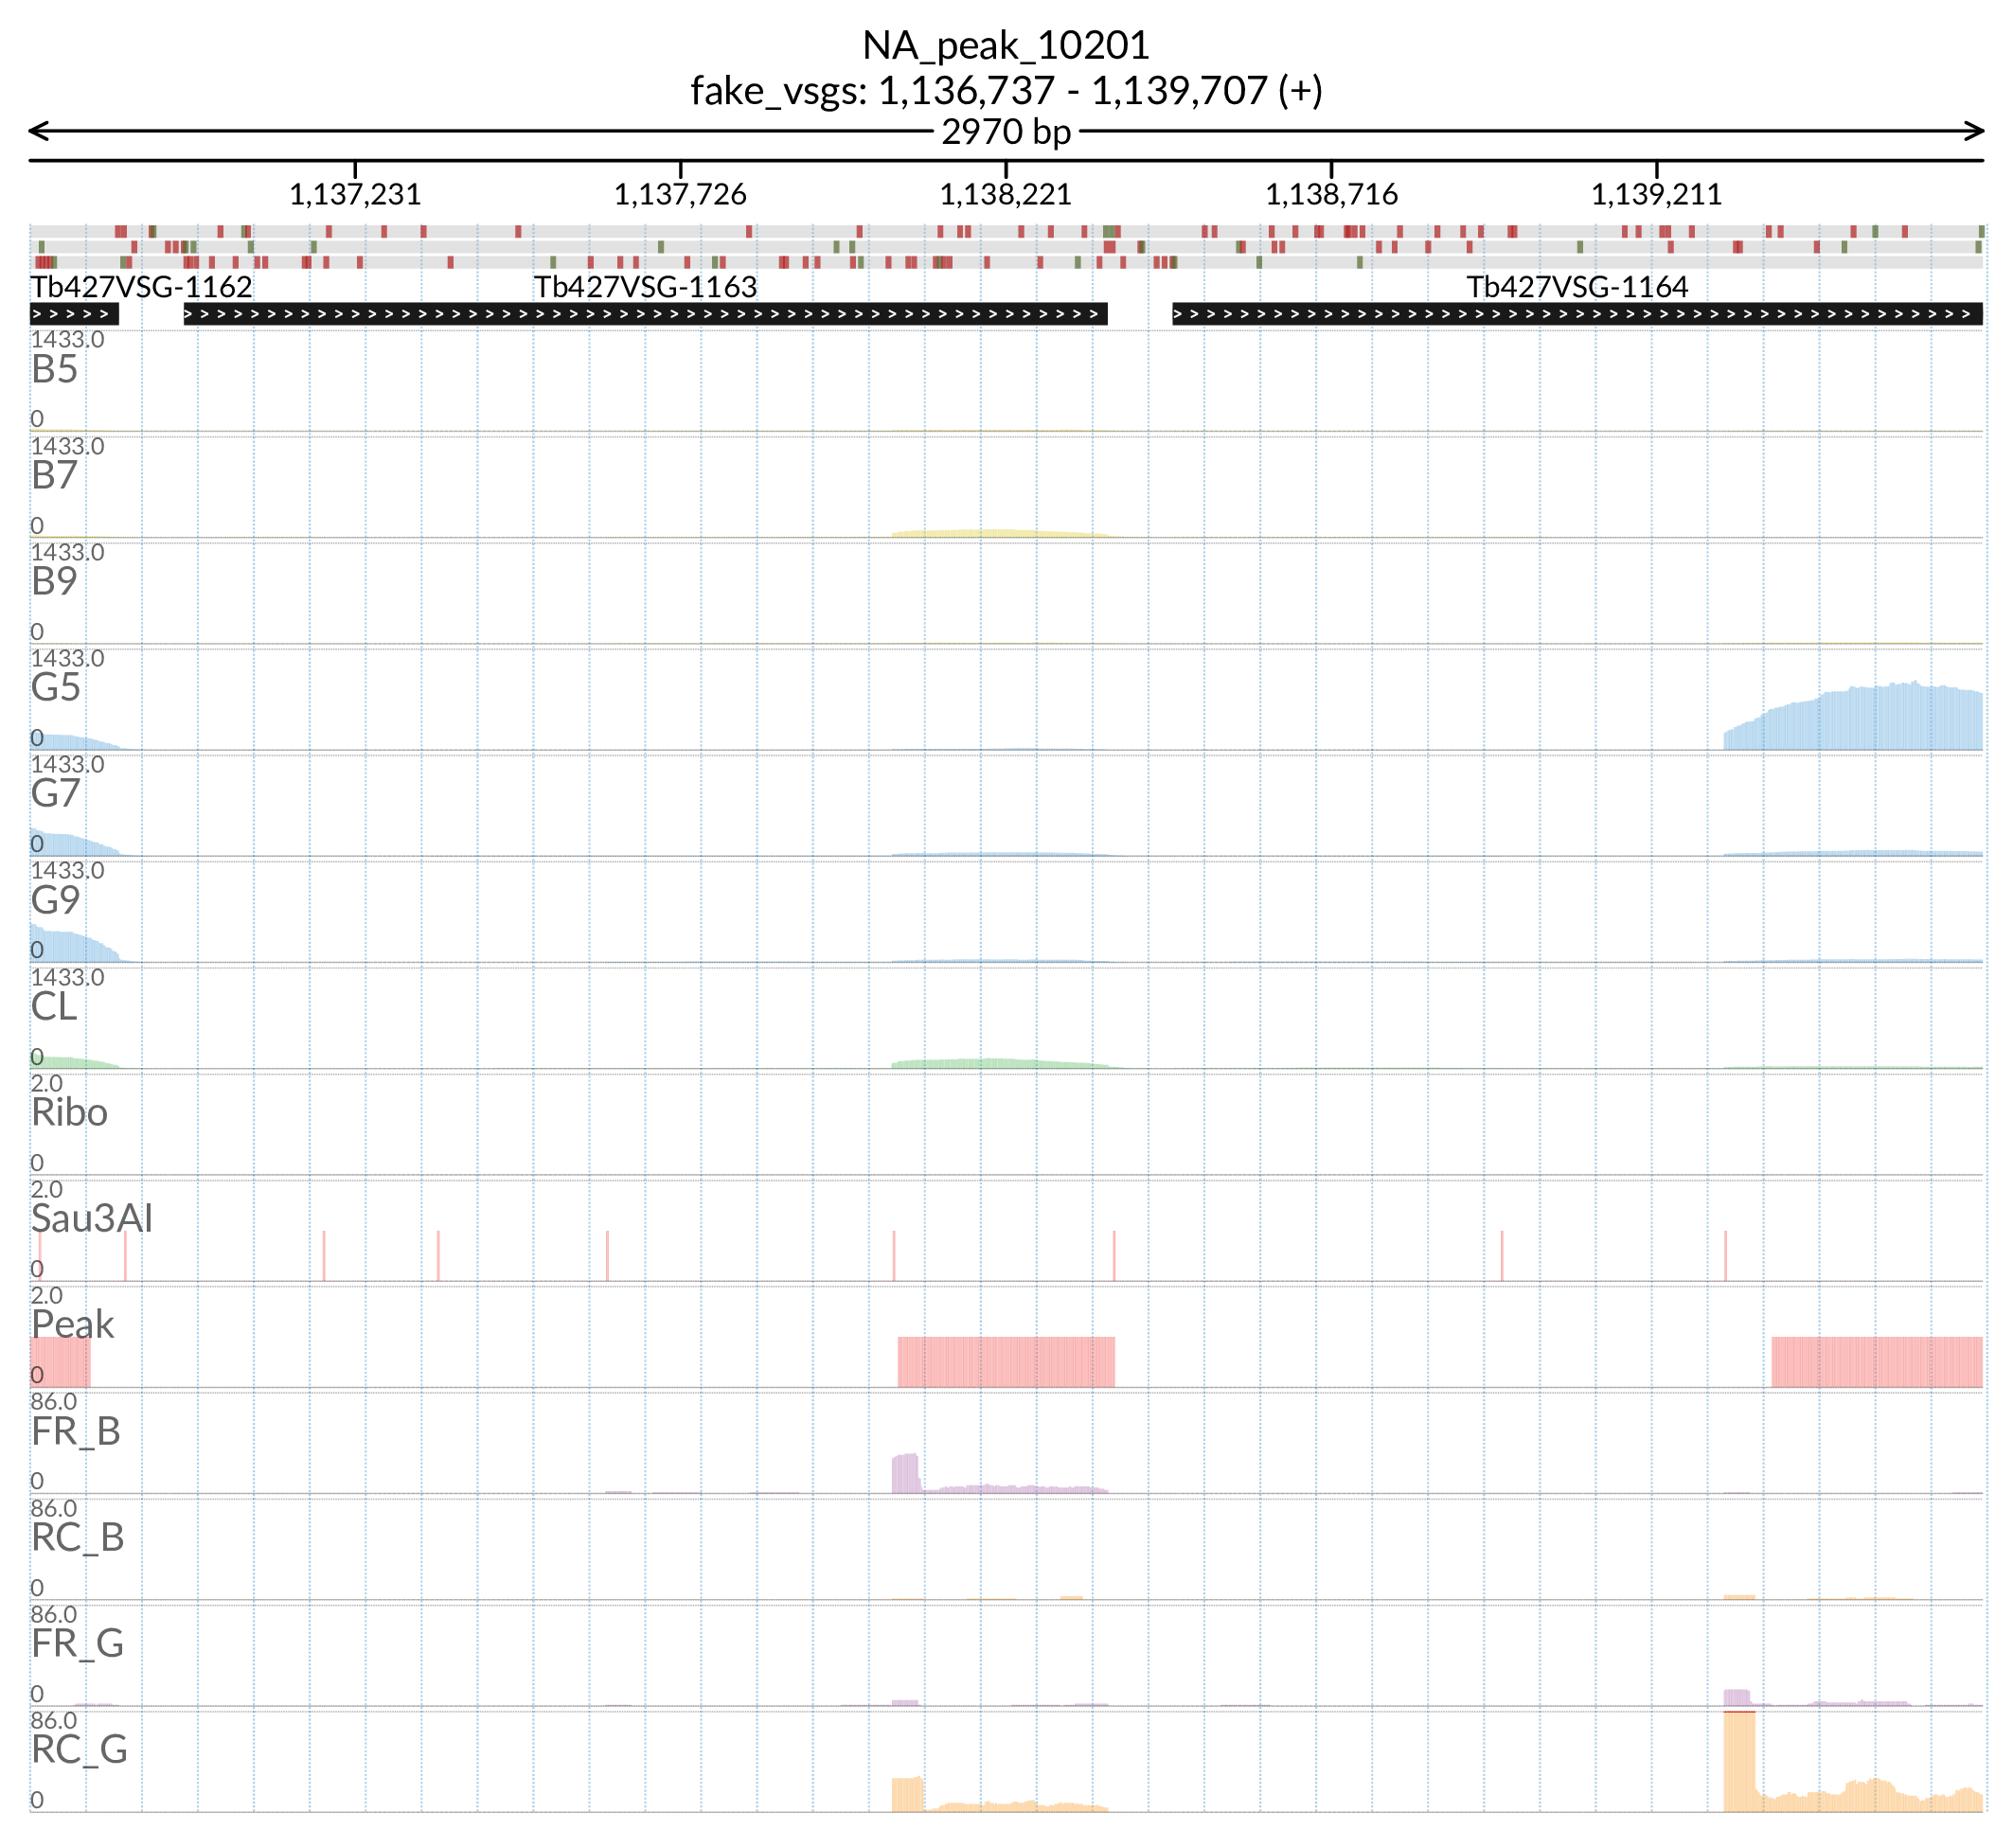 NA_peak_10201
fake_vsgs: 1,136,737 - 1,139,707 (+)
2970 bp
1,137,231 1,137,726 1,138,221 1,138,716 1,139,211
Tb427VSG-1162 Tb427VSG-1163 Tb427VSG-1164
1433.0
B5
0
1433.0
B7
0
1433.0
B9
0
1433.0
G5
0
1433.0
G7
0
1433.0
G9
0
1433.0
CL
0
2.0
Ribo
0
2.0
Sau3AI
0
2.0
Peak
0
86.0
FR_B
0
86.0
RC_B
0
86.0
FR_G
0
86.0
RC_G
0